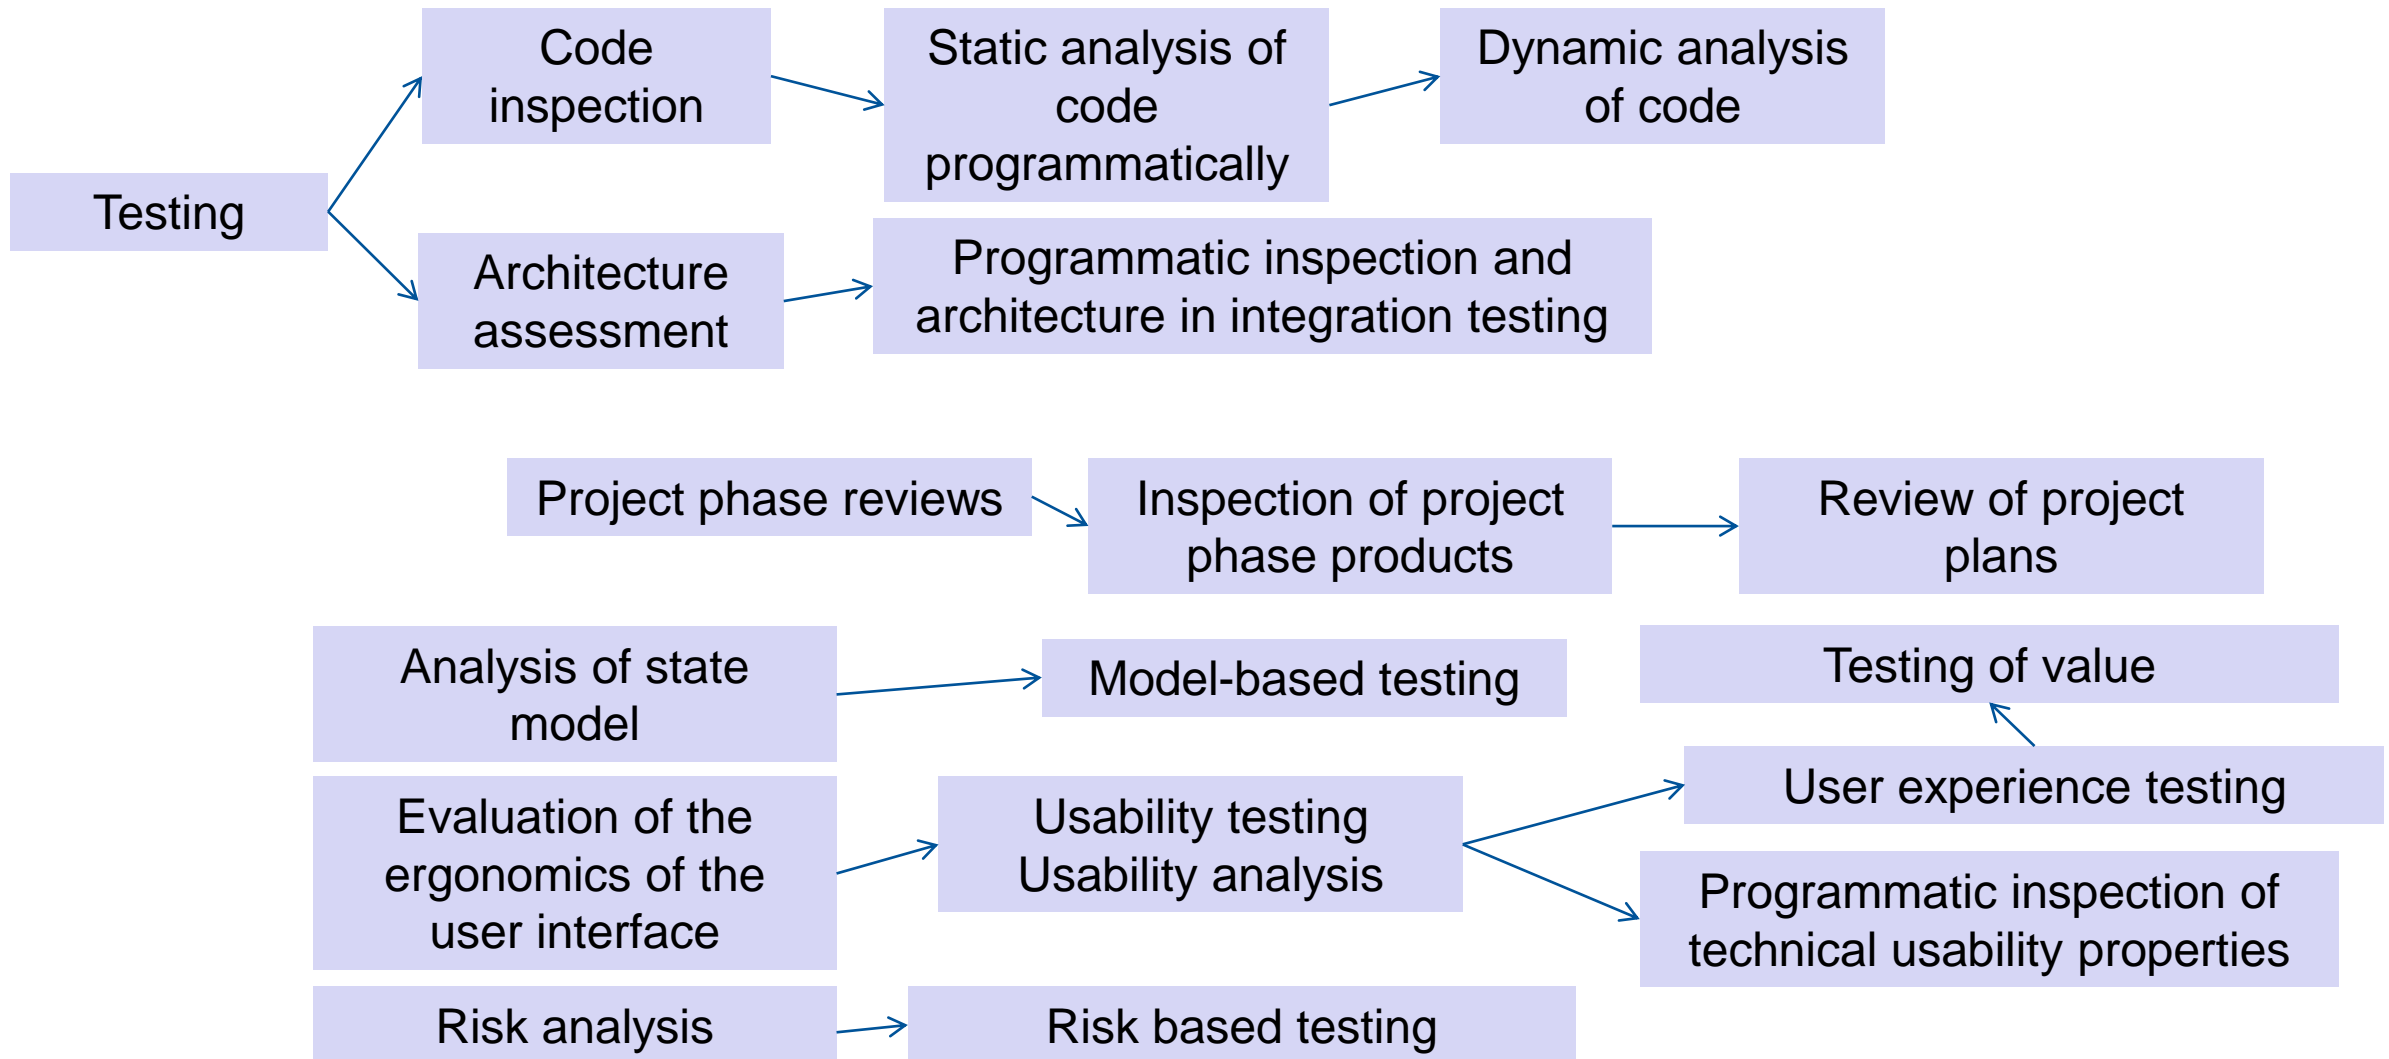 Code
inspection
Static analysis of
code
programmatically
Dynamic analysis
of code
Testing
Architecture
assessment
Programmatic inspection and
architecture in integration testing
Project phase reviews
Inspection of project
phase products
Review of project
plans
Analysis of state
model
Model-based testing
Testing of value
User experience testing
Evaluation of the
ergonomics of the
user interface
Usability testing
Usability analysis
Programmatic inspection of
technical usability properties
Risk analysis
Risk based testing